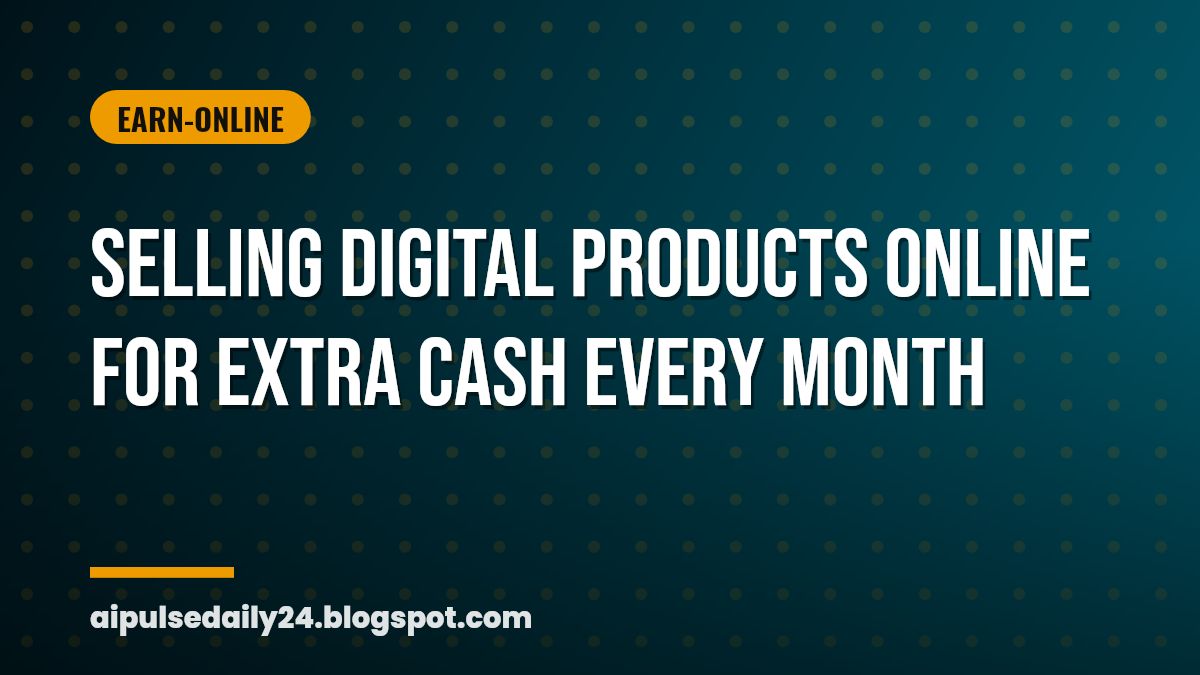 EARN-ONLINE
SELLING DIGITAL PRODUCTS ONLINE
FOR EXTRA CASH EVERY MONTH
aipulsedaily24.blogspot.com